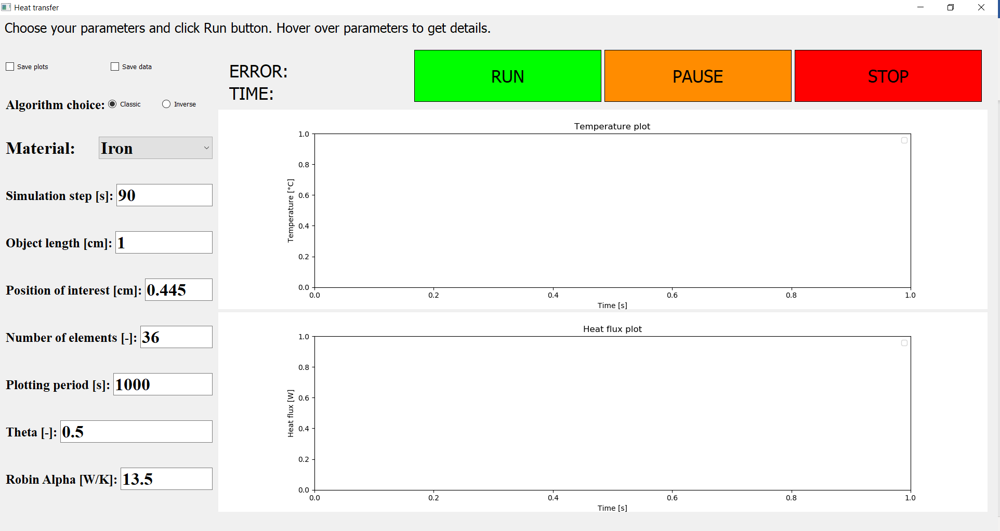 Heat transfer
Choose your parameters and click Run button. Hover over parameters to get details.
Save plots
Save data
Algorithm choice:
Classic
Inverse
Material:
Iron
Simulation step [s]:
90
Object length [cm]:
1
Position of interest [cm]:
0.445
Number of elements [-]:
36
Plotting period [s]:
1000
Theta [-]:
0.5
Robin Alpha [W/K]:
13.5
ERROR:
TIME:
RUN
PAUSE
STOP
Temperature plot
1.0
0.8
0.6
0.4
0.2
0.0
Temperature [°C]
0.0 0.2 0.4 0.6 0.8 1.0
Time [s]
Heat flux plot
1.0
0.8
0.6
0.4
0.2
0.0
Heat flux [W]
0.0 0.2 0.4 0.6 0.8 1.0
Time [s]